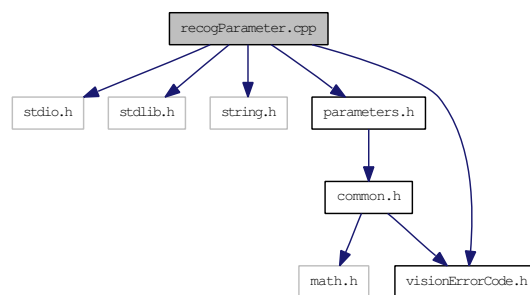 recogParameter.cpp
stdio.h
stdlib.h
string.h
parameters.h
common.h
math.h
visionErrorCode.h